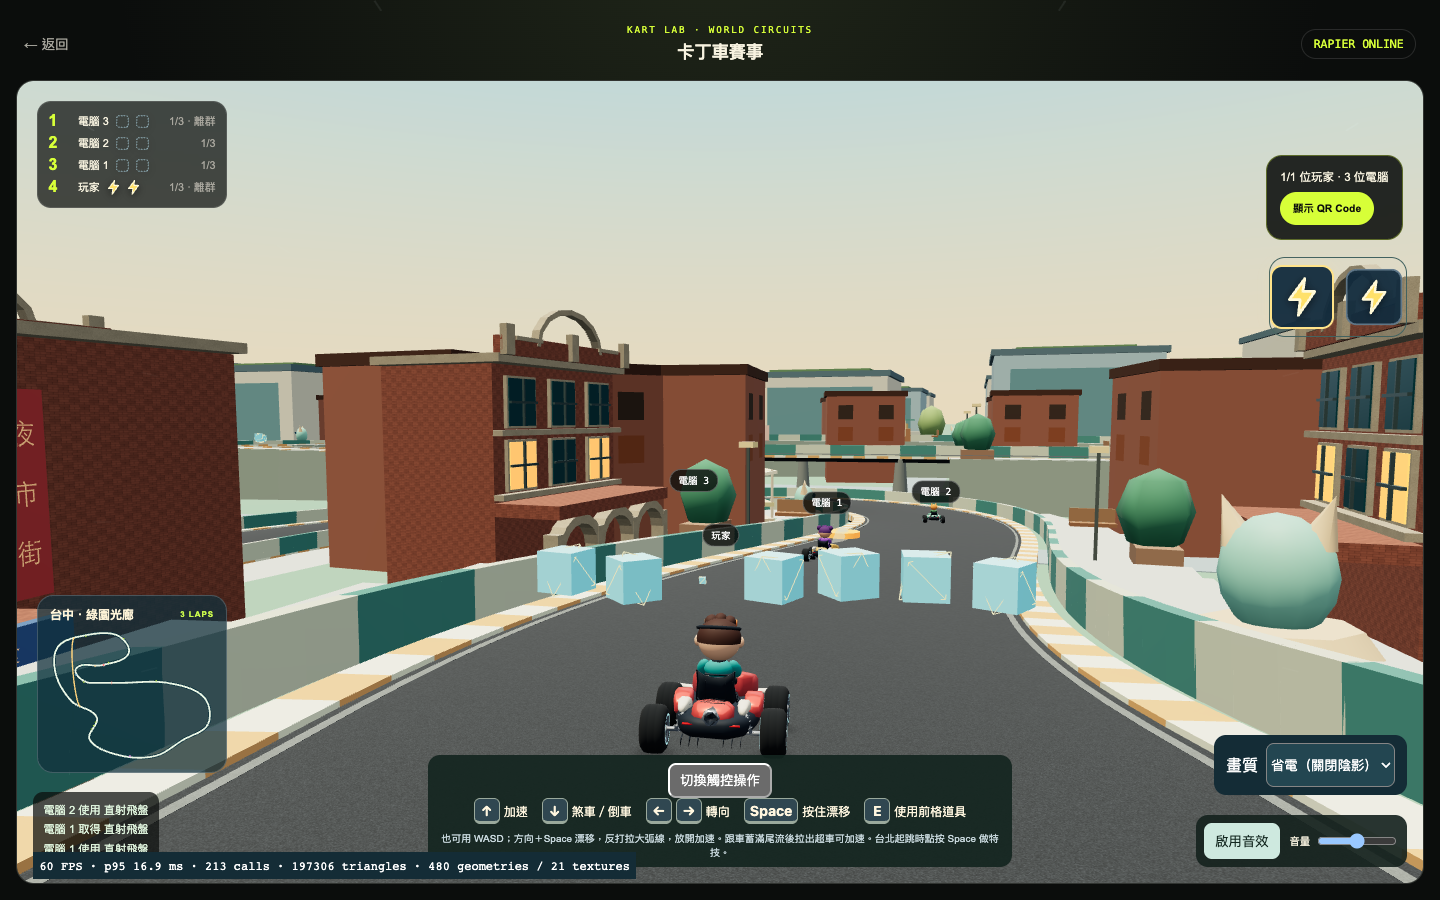 ← 返回
KART LAB · WORLD CIRCUITS
卡丁車賽事
RAPIER ONLINE
1 電腦 3 1/3 · 離群
2 電腦 2 1/3
3 電腦 1 1/3
4 玩家 1/3 · 離群
1/1 位玩家 · 3 位電腦
顯示 QR Code
夜市街
電腦 3
電腦 1
電腦 2
玩家
台中 · 綠園光廊 3 LAPS
電腦 2 使用 直射飛盤
電腦 1 取得 直射飛盤
電腦 1 使用 直射飛盤
60 FPS · p95 16.9 ms · 213 calls · 197306 triangles · 480 geometries / 21 textures
切換觸控操作
↑ 加速 ↓ 煞車 / 倒車 ← → 轉向 Space 按住漂移 E 使用前格道具
也可用 WASD；方向＋Space 漂移，反打拉大弧線，放開加速。跟車蓄滿尾流後拉出超車可加速。台北起跳時點按 Space 做特
技。
畫質 省電（關閉陰影）
啟用音效 音量